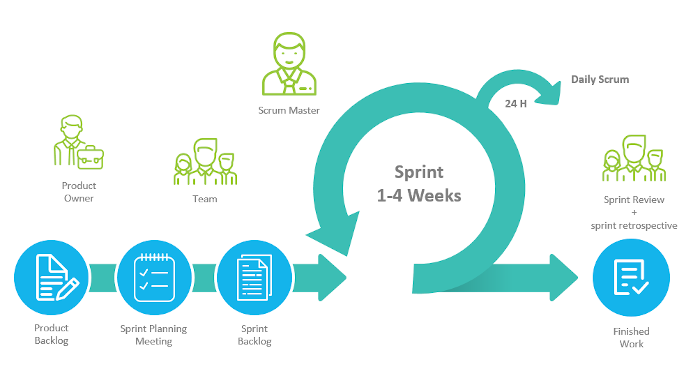 Scrum Master
Daily Scrum
24 H
Sprint
1-4 Weeks
Product
Owner
Team
Sprint Review
+
sprint retrospective
Product
Backlog
Sprint Planning
Meeting
Sprint
Backlog
Finished
Work